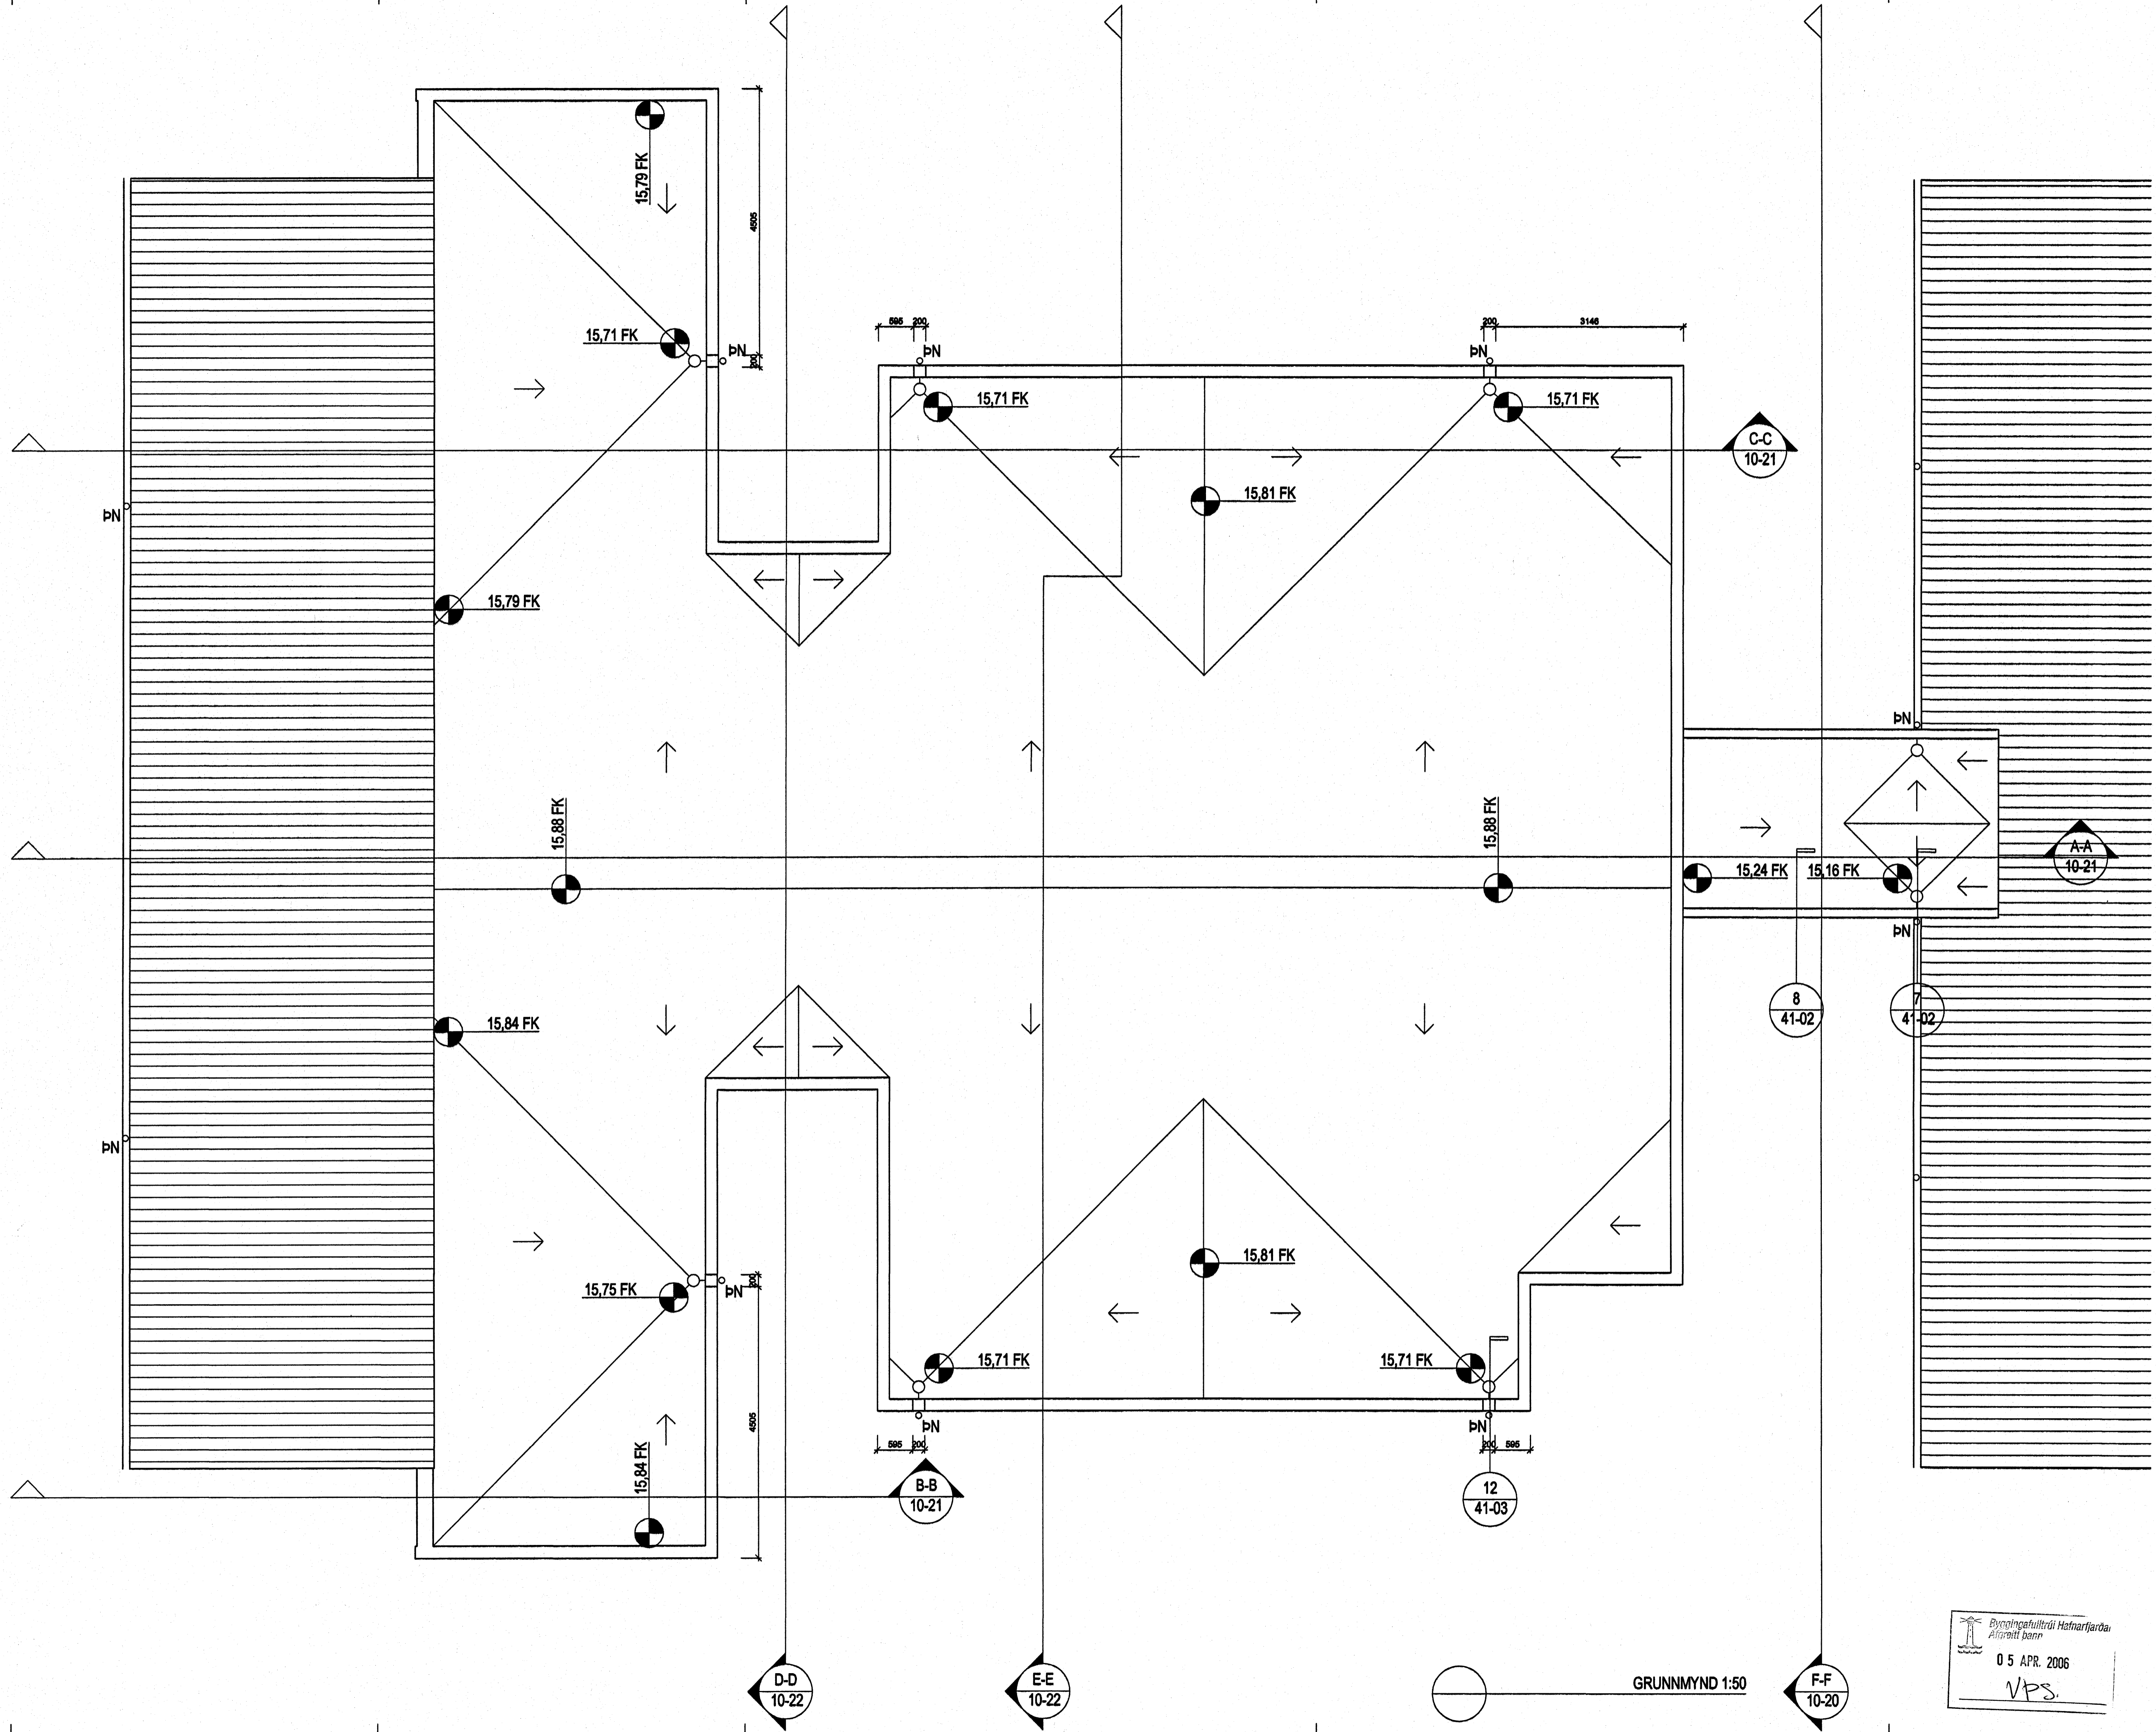 15,79 FK
4505
15,71 FK
ÞN
200
595
200
ÞN
15,71 FK
200
3146
ÞN
15,71 FK
C-C
10-21
15,81 FK
ÞN
15,79 FK
ÞN
15,88 FK
15,88 FK
15,24 FK
15,16 FK
A-A
10-21
ÞN
8
41-02
7
41-02
15,84 FK
ÞN
15,75 FK
ÞN
200
4505
15,81 FK
15,71 FK
15,71 FK
ÞN
ÞN
595
200
200
595
15,84 FK
B-B
10-21
12
41-03
D-D
10-22
E-E
10-22
GRUNNMYND 1:50
F-F
10-20
Byggingafulltrúi Hafnarfjarðar
Afgreitt þann
05 APR. 2006